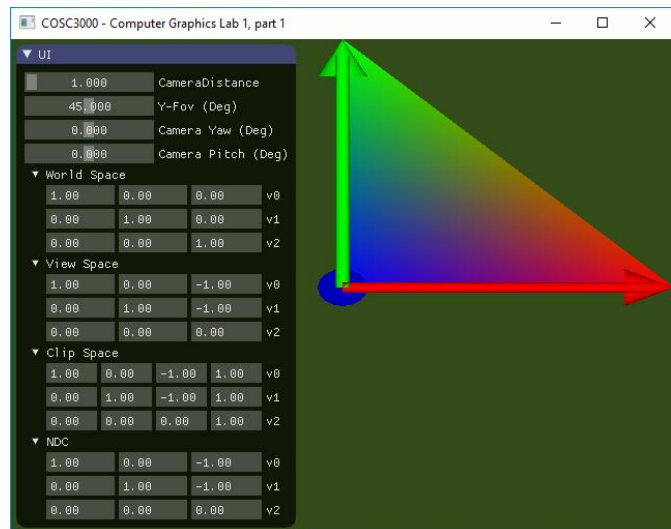 COSC3000 - Computer Graphics Lab 1, part 1
UI
1.000 CameraDistance
45.000 Y-Fov (Deg)
0.000 Camera Yaw (Deg)
0.000 Camera Pitch (Deg)
World Space
1.00 0.00 0.00 v0
0.00 1.00 0.00 v1
0.00 0.00 1.00 v2
View Space
1.00 0.00 -1.00 v0
0.00 1.00 -1.00 v1
0.00 0.00 0.00 v2
Clip Space
1.00 0.00 -1.00 1.00 v0
0.00 1.00 -1.00 1.00 v1
0.00 0.00 0.00 1.00 v2
NDC
1.00 0.00 -1.00 v0
0.00 1.00 -1.00 v1
0.00 0.00 0.00 v2